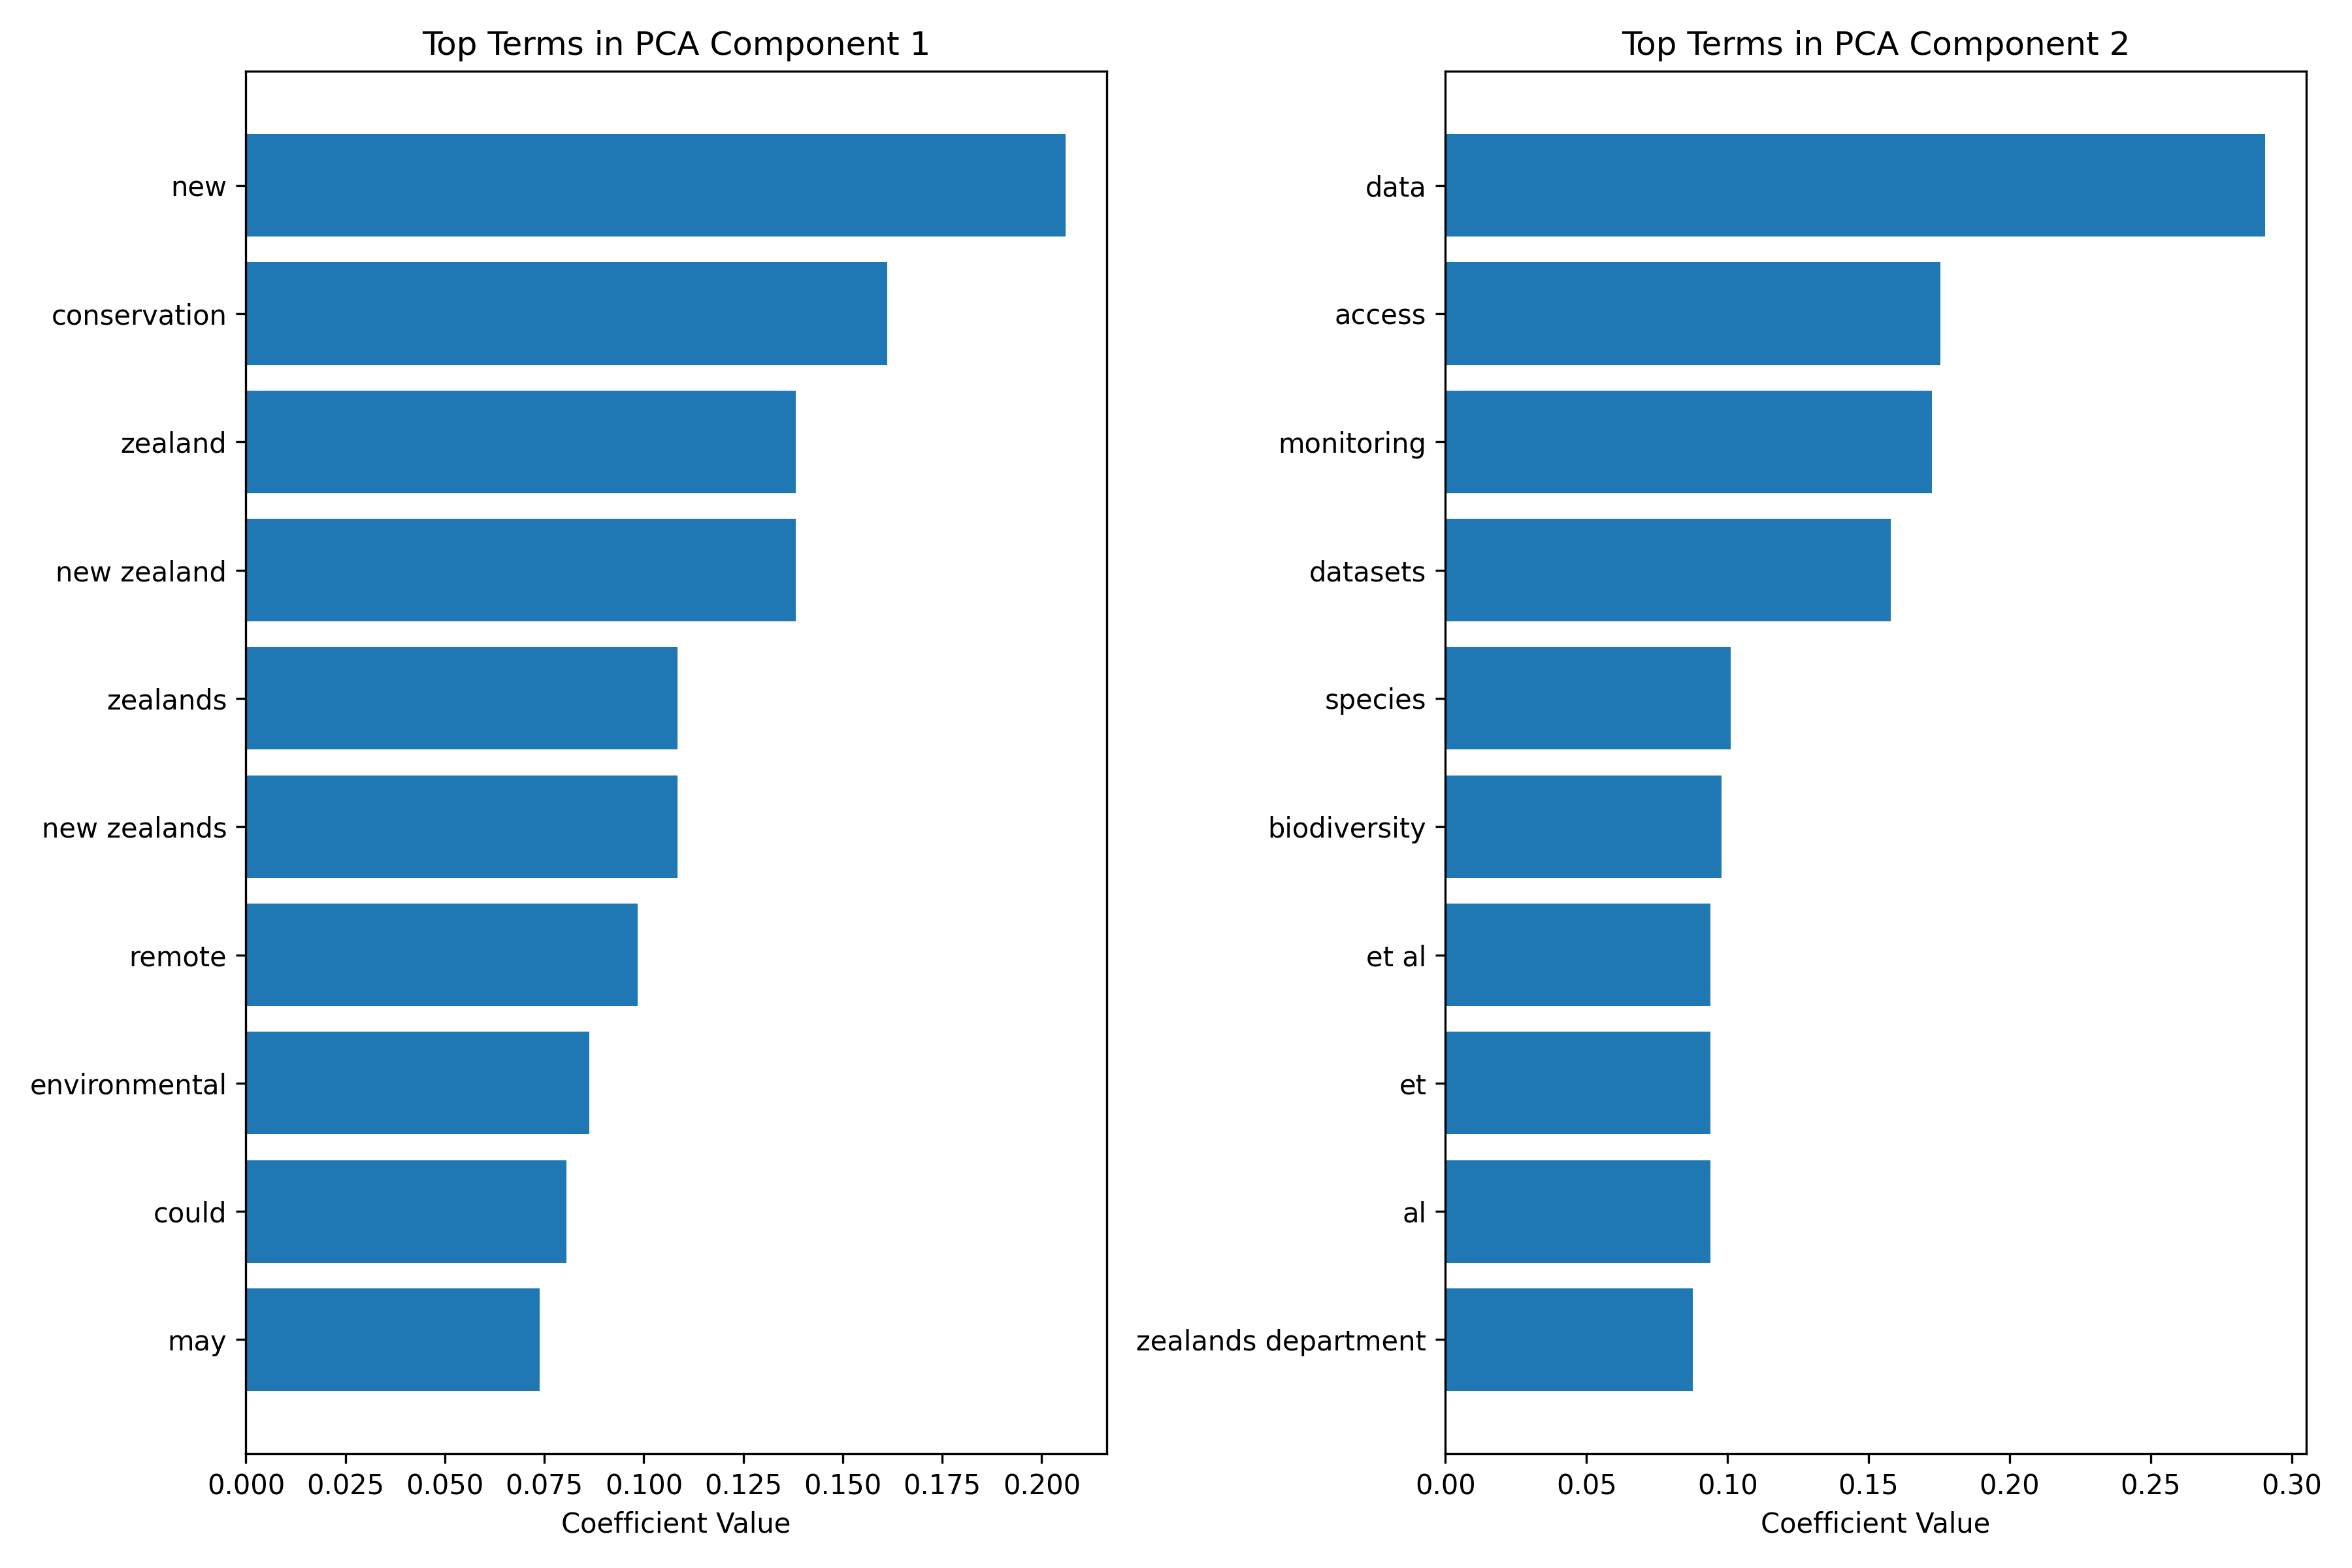 Top Terms in PCA Component 1
new
conservation
zealand
new zealand
zealands
new zealands
remote
environmental
could
may
0.000 0.025 0.050 0.075 0.100 0.125 0.150 0.175 0.200
Coefficient Value
Top Terms in PCA Component 2
data
access
monitoring
datasets
species
biodiversity
et al
et
al
zealands department
0.00 0.05 0.10 0.15 0.20 0.25 0.30
Coefficient Value